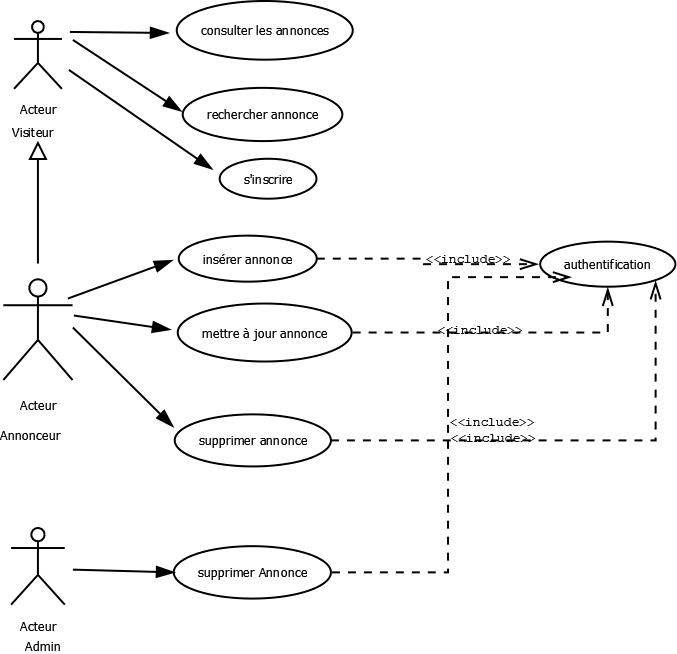 consulter les annonces
Acteur
Visiteur
rechercher annonce
s'inscrire
insérer annonce
<<include>>
authentification
mettre à jour annonce
<<include>>
Acteur
Annonceur
supprimer annonce
<<include>>
<<include>>
supprimer Annonce
Acteur
Admin